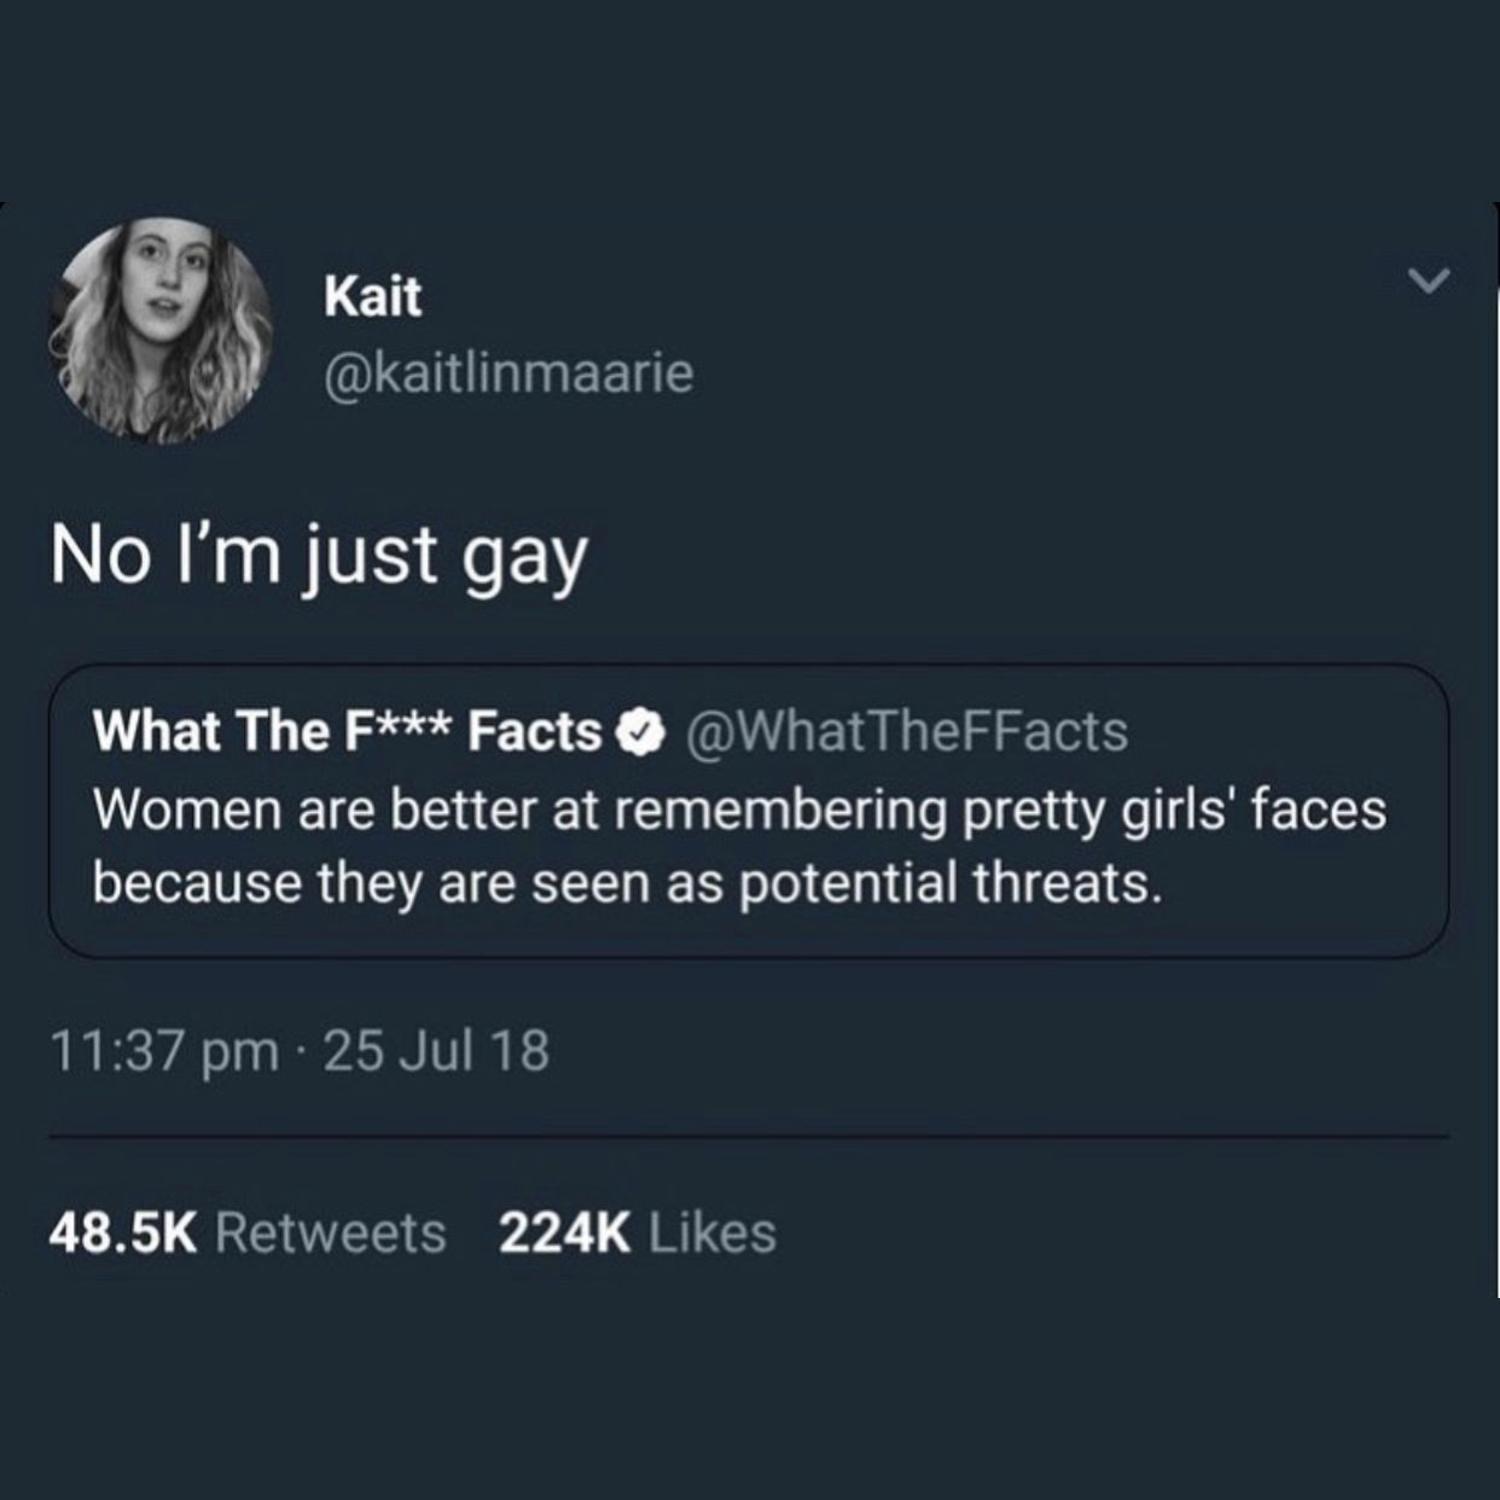 Kait
@kaitlinmaarie
No I’m just gay
What The F*** Facts @WhatTheFFacts
Women are better at remembering pretty girls' faces
because they are seen as potential threats.
11:37 pm · 25 Jul 18
48.5K Retweets 224K Likes